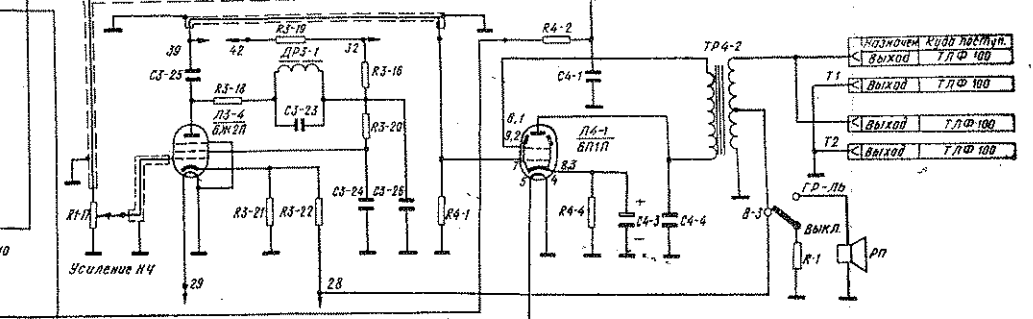 39
42
R3-19
32
ДР3-1
C3-25
R3-18
R3-16
C3-23
Л3-4
6Ж2П
R3-20
R3-21
R3-22
C3-24
C3-26
R4-1
R1-17
Усиление НЧ
29
28
10
R4-2
C4-1
ТР4-2
8,1
9,2
7
5
4
8,3
Л4-1
6П1П
R4-4
+
C4-3
-
C4-4
В-3
ГР-ЛЬ
ВЫКЛ.
R-1
РП
Назначен. Куда поступ.
Выход ТЛФ 100
Т1
Выход ТЛФ 100
Выход ТЛФ 100
Т2
Выход ТЛФ 100